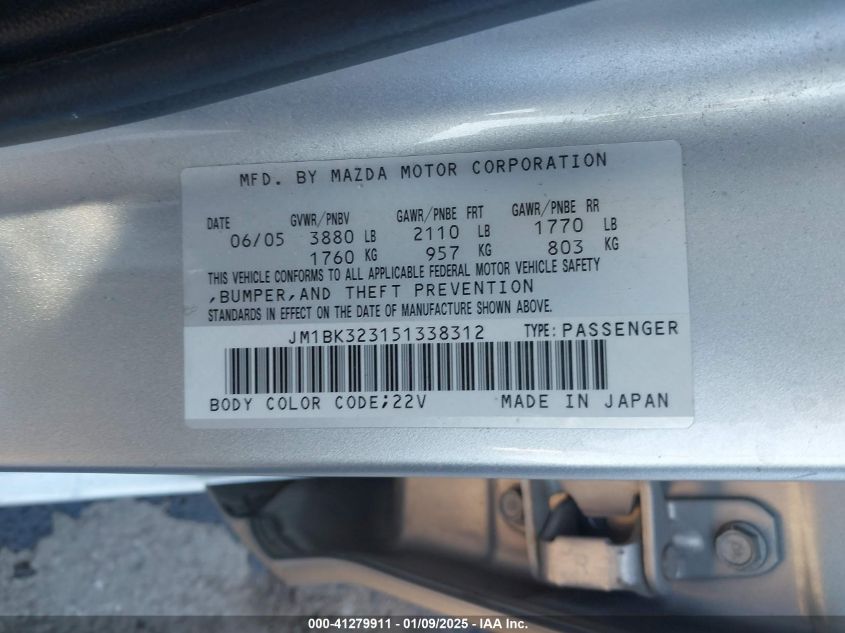 MFD. BY MAZDA MOTOR CORPORATION
DATE GVWR/PNBV GAWR/PNBE FRT GAWR/PNBE RR
06/05 3880 LB 2110 LB 1770 LB
1760 KG 957 KG 803 KG
THIS VEHICLE CONFORMS TO ALL APPLICABLE FEDERAL MOTOR VEHICLE SAFETY
,BUMPER,AND THEFT PREVENTION
STANDARDS IN EFFECT ON THE DATE OF MANUFACTURE SHOWN ABOVE.
JM1BK323151338312 TYPE: PASSENGER
BODY COLOR CODE;22V MADE IN JAPAN
R
000-41279911 - 01/09/2025 - IAA Inc.